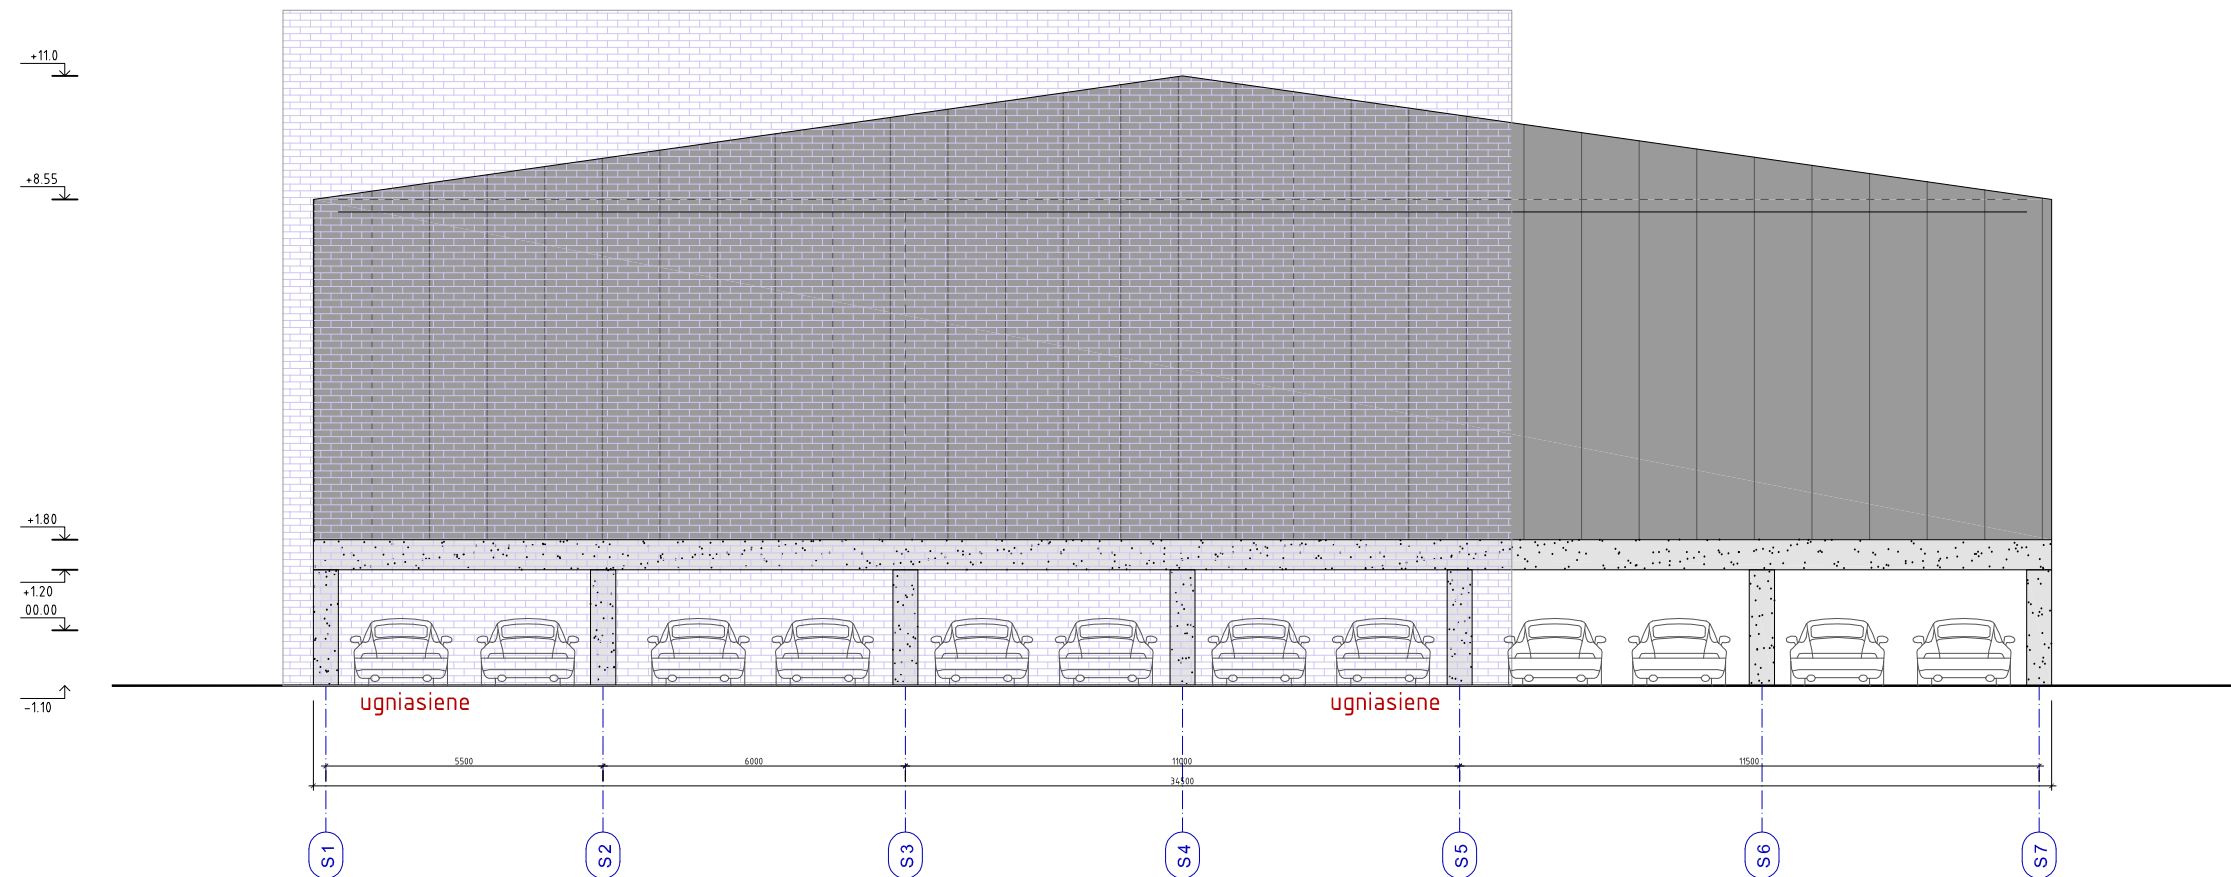 +11.0
+8.55
+1.80
+1.20
00.00
-1.10
ugniasiene
ugniasiene
5500
6000
11000
11500
34500
S1
S2
S3
S4
S5
S6
S7